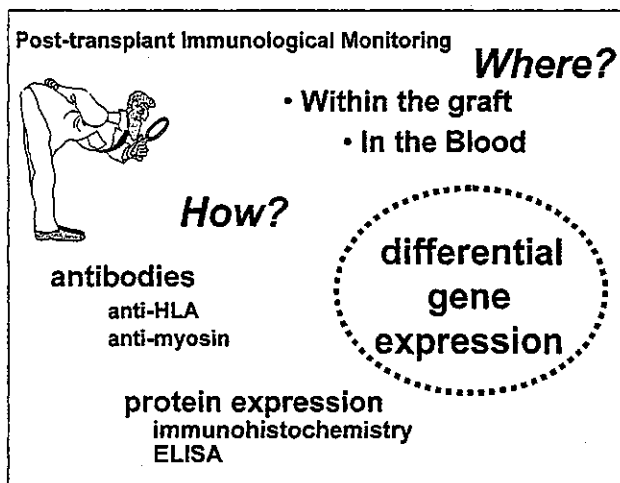 Post-transplant Immunological Monitoring
Where?
• Within the graft
• In the Blood
How?
antibodies
anti-HLA
anti-myosin
differential
gene
expression
protein expression
immunohistochemistry
ELISA